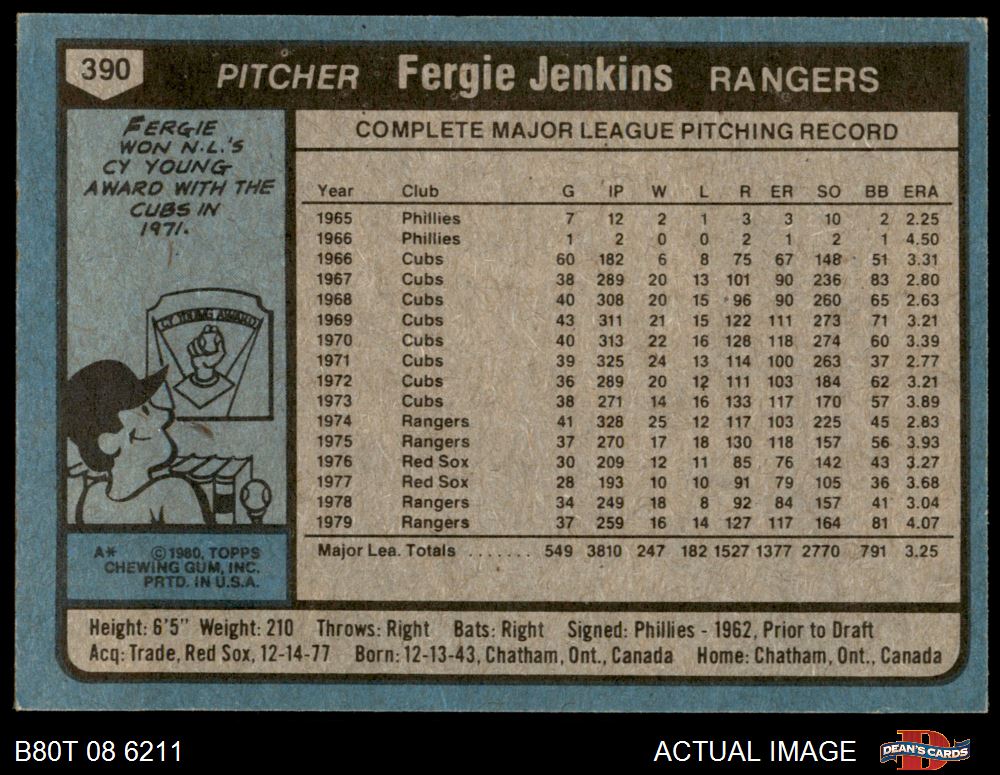 390 PITCHER Fergie Jenkins RANGERS
FERGIE
WON N.L.'S
CY YOUNG
AWARD WITH THE
CUBS IN
1971.
CY YOUNG AWARD
A* © 1980, TOPPS
CHEWING GUM, INC.
PRTD. IN U.S.A.
COMPLETE MAJOR LEAGUE PITCHING RECORD
Year Club G IP W L R ER SO BB ERA
1965 Phillies 7 12 2 1 3 3 10 2 2.25
1966 Phillies 1 2 0 0 2 1 2 1 4.50
1966 Cubs 60 182 6 8 75 67 148 51 3.31
1967 Cubs 38 289 20 13 101 90 236 83 2.80
1968 Cubs 40 308 20 15 96 90 260 65 2.63
1969 Cubs 43 311 21 15 122 111 273 71 3.21
1970 Cubs 40 313 22 16 128 118 274 60 3.39
1971 Cubs 39 325 24 13 114 100 263 37 2.77
1972 Cubs 36 289 20 12 111 103 184 62 3.21
1973 Cubs 38 271 14 16 133 117 170 57 3.89
1974 Rangers 41 328 25 12 117 103 225 45 2.83
1975 Rangers 37 270 17 18 130 118 157 56 3.93
1976 Red Sox 30 209 12 11 85 76 142 43 3.27
1977 Red Sox 28 193 10 10 91 79 105 36 3.68
1978 Rangers 34 249 18 8 92 84 157 41 3.04
1979 Rangers 37 259 16 14 127 117 164 81 4.07
Major Lea. Totals ....... 549 3810 247 182 1527 1377 2770 791 3.25
Height: 6'5" Weight: 210 Throws: Right Bats: Right Signed: Phillies - 1962, Prior to Draft
Acq: Trade, Red Sox, 12-14-77 Born: 12-13-43, Chatham, Ont., Canada Home: Chatham, Ont., Canada
B80T 08 6211 ACTUAL IMAGE DEAN'S CARDS